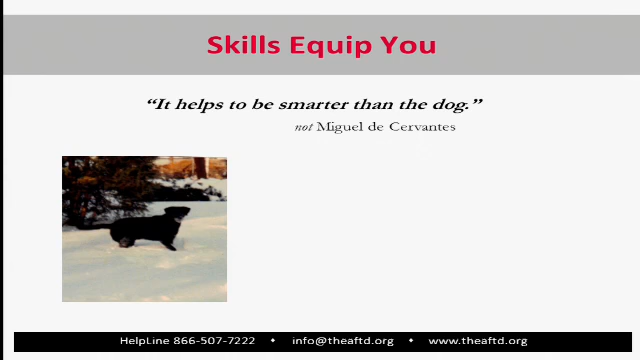 Skills Equip You
“It helps to be smarter than the dog.”
not Miguel de Cervantes
HelpLine 866-507-7222 • info@theaftd.org • www.theaftd.org